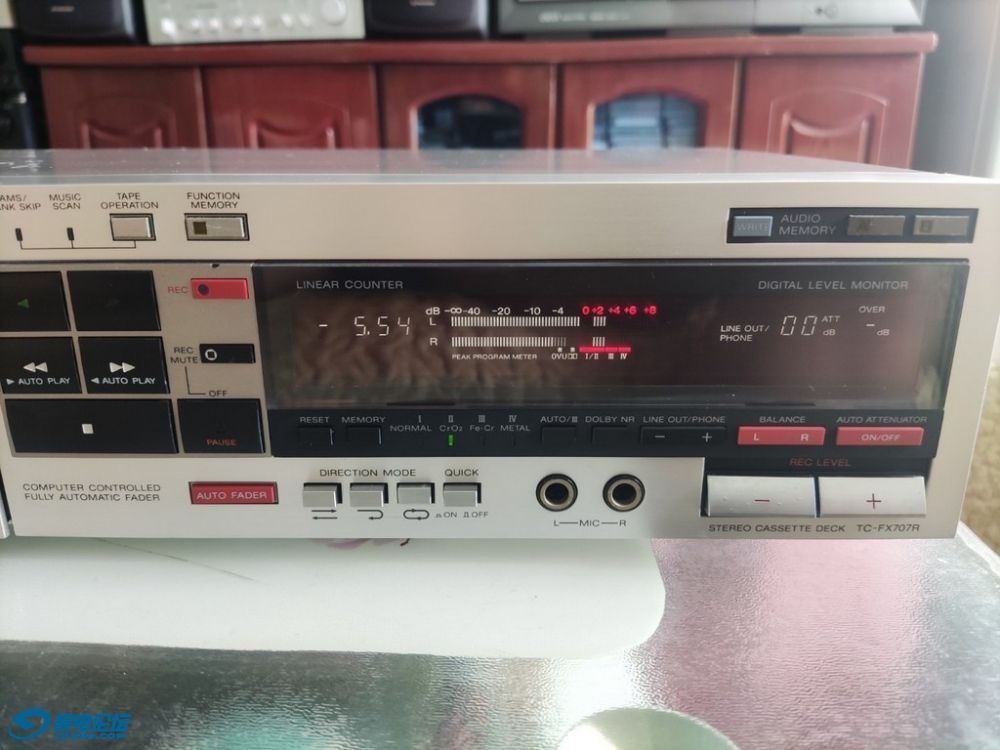 AMS/ MUSIC TAPE FUNCTION
SKIP SCAN OPERATION MEMORY
WRITE AUDIO MEMORY
REC
LINEAR COUNTER
DIGITAL LEVEL MONITOR
dB -∞-40 -20 -10 -4 0 +2 +4 +6 +8
L
R
PEAK PROGRAM METER OVU I/II III IV
- 5.54
LINE OUT/ PHONE 00 ATT dB
OVER
- dB
REC MUTE
OFF
AUTO PLAY AUTO PLAY
PAUSE
RESET MEMORY I NORMAL II CrO2 III Fe-Cr IV METAL AUTO/III DOLBY NR LINE OUT/PHONE BALANCE AUTO ATTENUATOR
- + L R ON/OFF
REC LEVEL
- +
COMPUTER CONTROLLED
FULLY AUTOMATIC FADER
AUTO FADER
DIRECTION MODE QUICK
ON OFF
L—MIC—R
STEREO CASSETTE DECK TC-FX707R